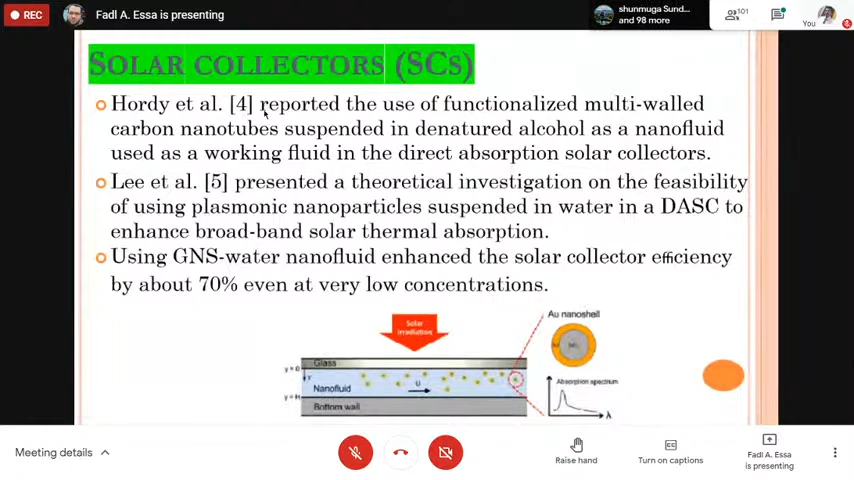 REC
Fadl A. Essa is presenting
shunmuga Sund...
and 98 more
101
You
SOLAR COLLECTORS (SCS)
Hordy et al. [4] reported the use of functionalized multi-walled
carbon nanotubes suspended in denatured alcohol as a nanofluid
used as a working fluid in the direct absorption solar collectors.
Lee et al. [5] presented a theoretical investigation on the feasibility
of using plasmonic nanoparticles suspended in water in a DASC to
enhance broad-band solar thermal absorption.
Using GNS-water nanofluid enhanced the solar collector efficiency
by about 70% even at very low concentrations.
Solar
irradiation
Au nanoshell
y = 0
Glass
Nanofluid
U
y = H
Bottom wall
Absorption spectrum
λ
Meeting details
Raise hand
Turn on captions
Fadl A. Essa
is presenting